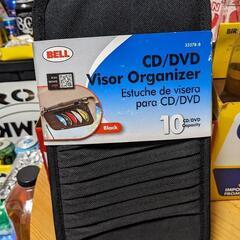 33378-8
BELL
CD/DVD
Visor Organizer
Estuche de visera
para CD/DVD
Black
10 CD/DVD
Capacity